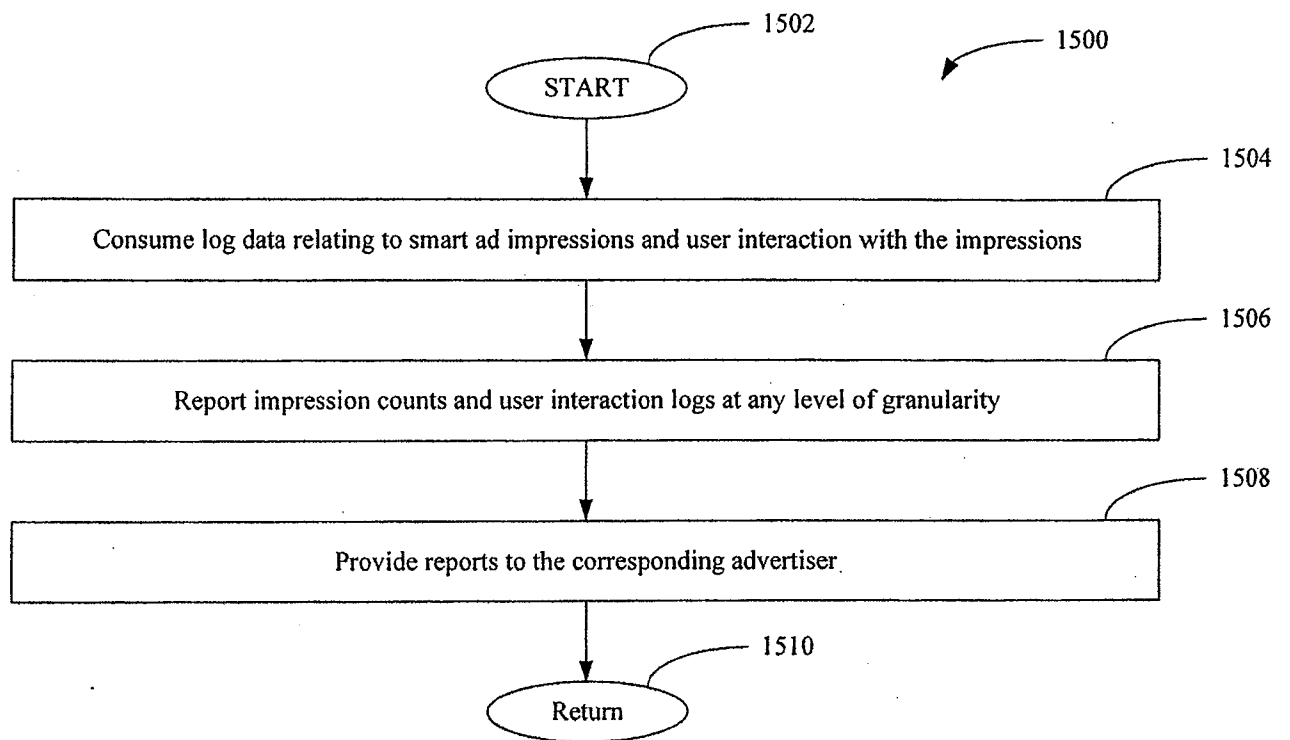 1502
1500
START
1504
Consume log data relating to smart ad impressions and user interaction with the impressions
1506
Report impression counts and user interaction logs at any level of granularity
1508
Provide reports to the corresponding advertiser
1510
Return